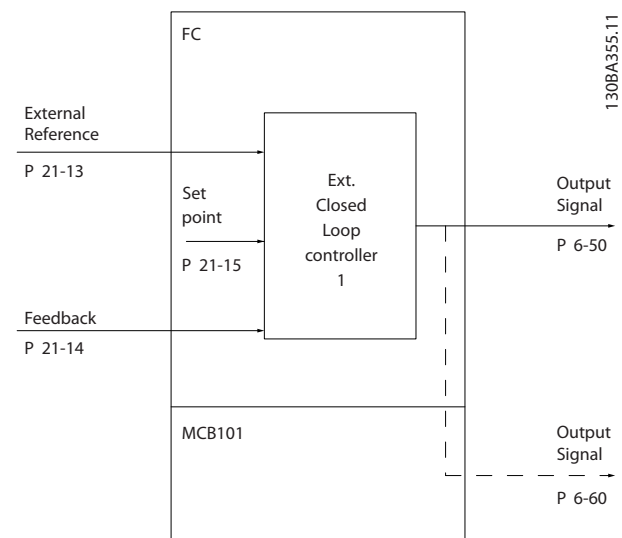 FC
130BA355.11
External
Reference
P 21-13
Set
point
P 21-15
Ext.
Closed
Loop
controller
1
Output
Signal
P 6-50
Feedback
P 21-14
MCB101
Output
Signal
P 6-60